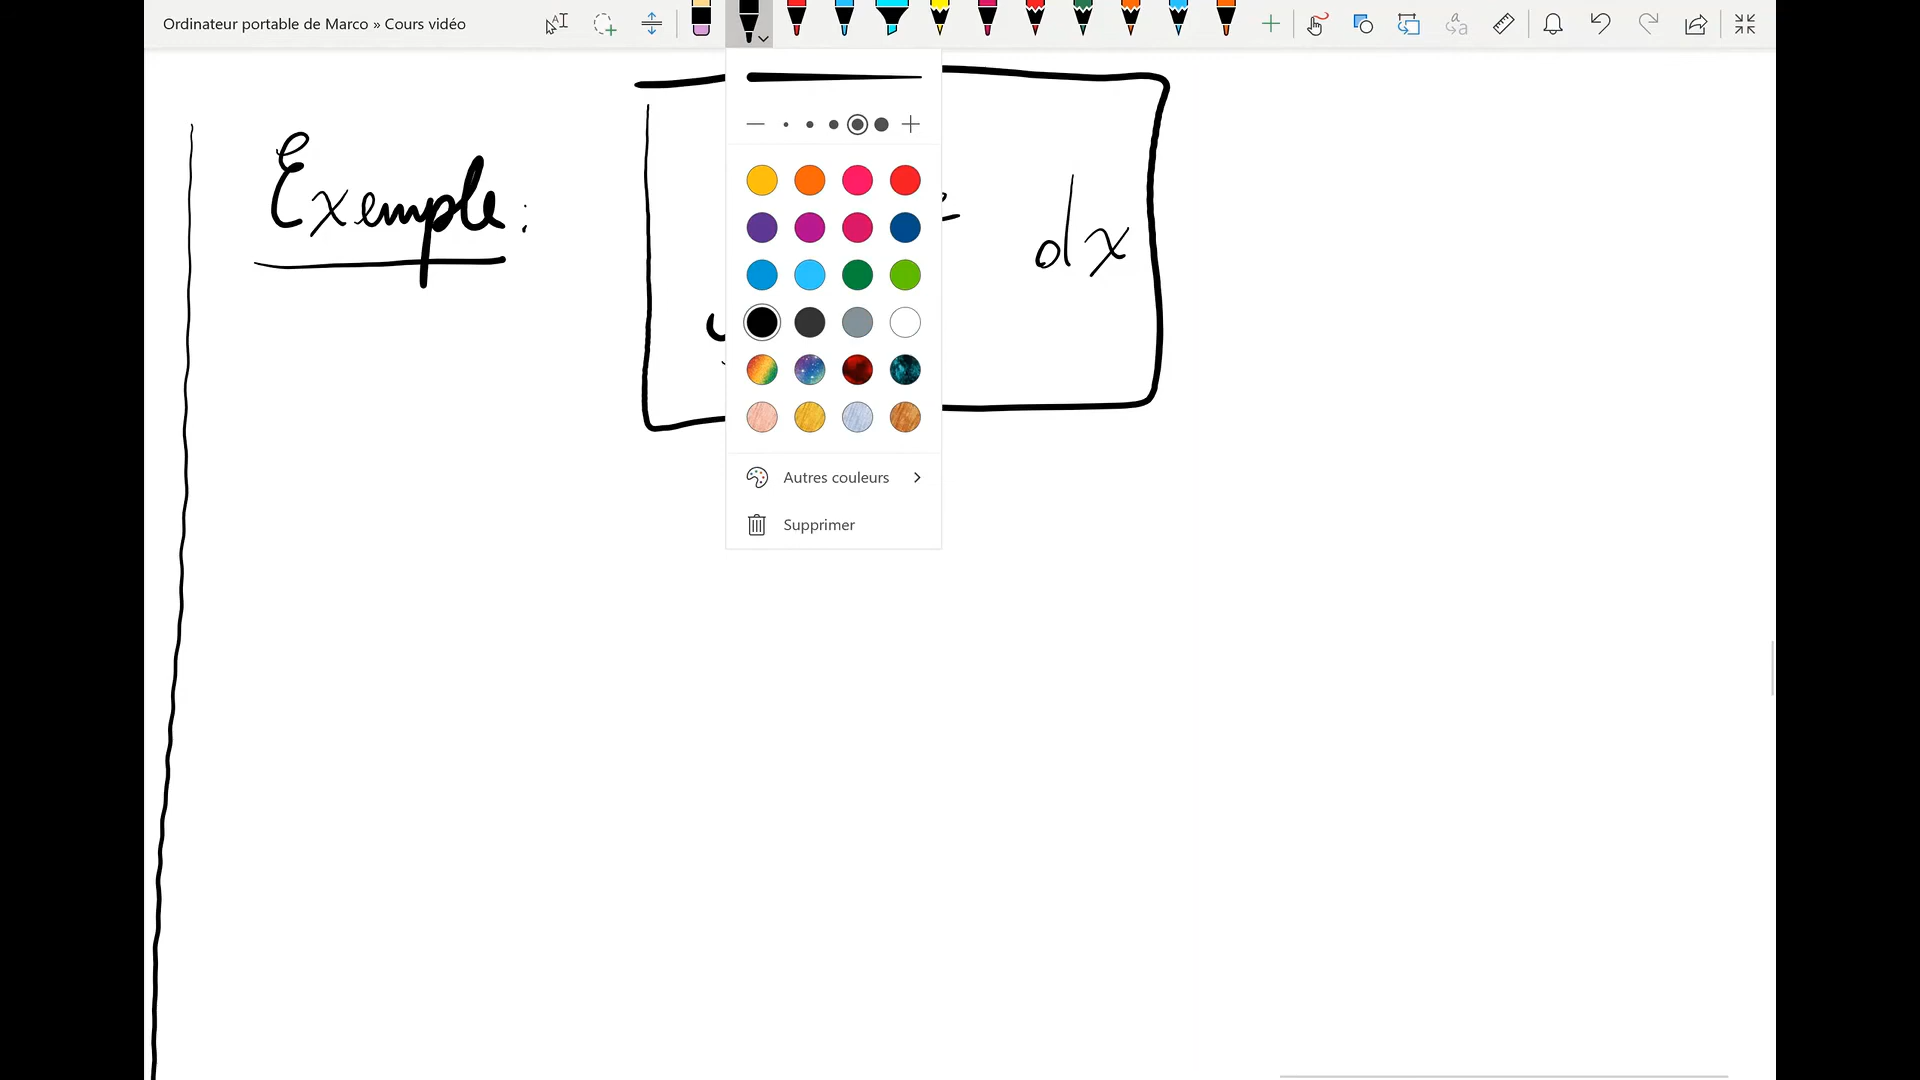 Ordinateur portable de Marco » Cours vidéo
Exemple :
dx
Autres couleurs
Supprimer